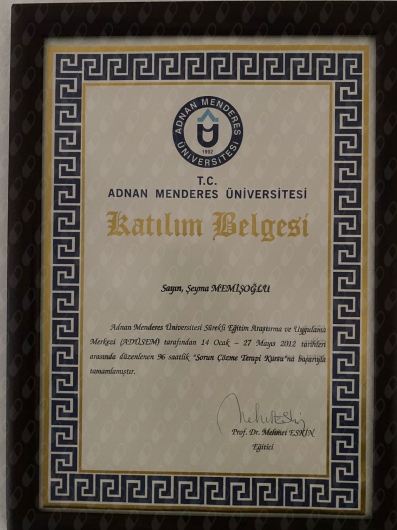 ADNAN MENDERES
ÜNİVERSİTESİ
1992
T.C.
ADNAN MENDERES ÜNİVERSİTESİ
Katılım Belgesi
Sayın, Şeyma MEMİŞOĞLU
Adnan Menderes Üniversitesi Sürekli Eğitim Araştırma ve Uygulama
Merkezi (ADÜSEM) tarafından 14 Ocak – 27 Mayıs 2012 tarihleri
arasında düzenlenen 96 saatlik "Sorun Çözme Terapi Kursu"nu başarıyla
tamamlamıştır.
Prof. Dr. Mehmet ESKİN
Eğitici